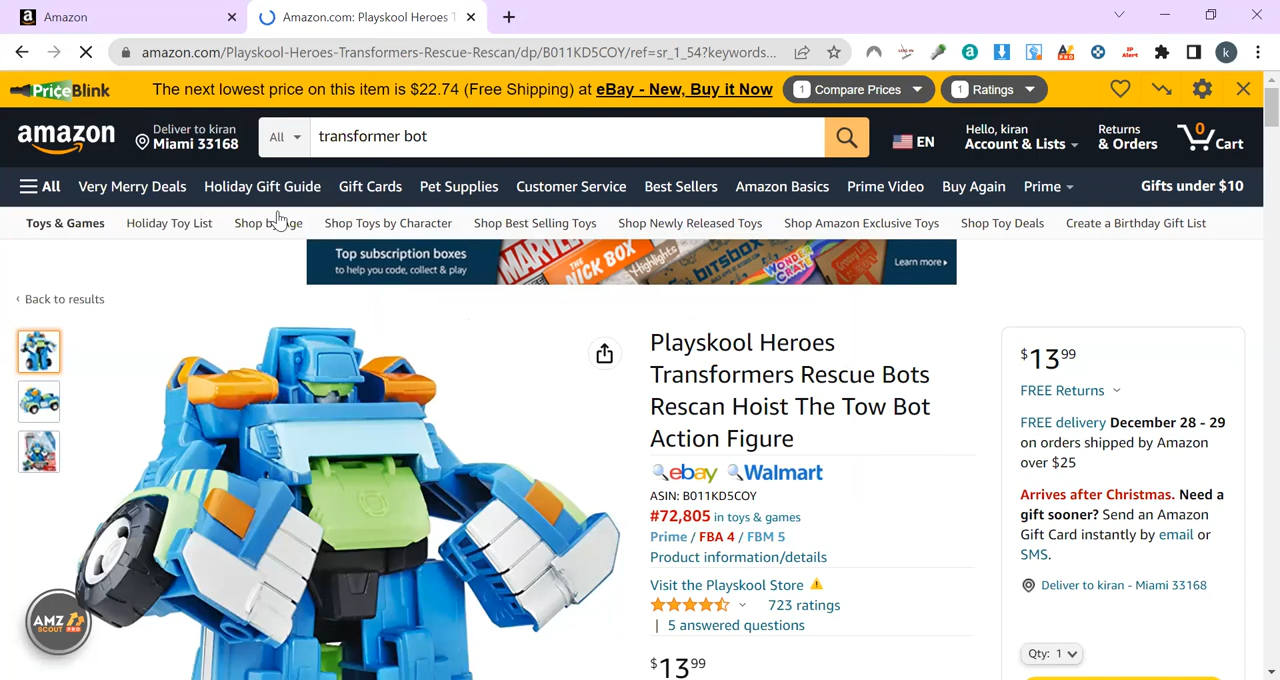 Amazon
Amazon.com: Playskool Heroes T
amazon.com/Playskool-Heroes-Transformers-Rescue-Rescan/dp/B011KD5COY/ref=sr_1_54?keywords...
k
PriceBlink
The next lowest price on this item is $22.74 (Free Shipping) at eBay - New, Buy it Now
1 Compare Prices
1 Ratings
amazon
Deliver to kiran
Miami 33168
All
transformer bot
EN
Hello, kiran
Account & Lists
Returns
& Orders
0
Cart
All
Very Merry Deals
Holiday Gift Guide
Gift Cards
Pet Supplies
Customer Service
Best Sellers
Amazon Basics
Prime Video
Buy Again
Prime
Gifts under $10
Toys & Games
Holiday Toy List
Shop by Age
Shop Toys by Character
Shop Best Selling Toys
Shop Newly Released Toys
Shop Amazon Exclusive Toys
Shop Toy Deals
Create a Birthday Gift List
Top subscription boxes
to help you code, collect & play
MARVEL
THE
NICK BOX
Highlights
bitsbox
WONDER
CRATE
Learn more
‹ Back to results
Playskool Heroes
Transformers Rescue Bots
Rescan Hoist The Tow Bot
Action Figure
ebay Walmart
ASIN: B011KD5COY
#72,805 in toys & games
Prime / FBA 4 / FBM 5
Product information/details
Visit the Playskool Store
723 ratings
| 5 answered questions
$13 99
$13 99
FREE Returns
FREE delivery December 28 - 29
on orders shipped by Amazon
over $25
Arrives after Christmas. Need a
gift sooner? Send an Amazon
Gift Card instantly by email or
SMS.
Deliver to kiran - Miami 33168
Qty: 1
AMZ
SCOUT PRO